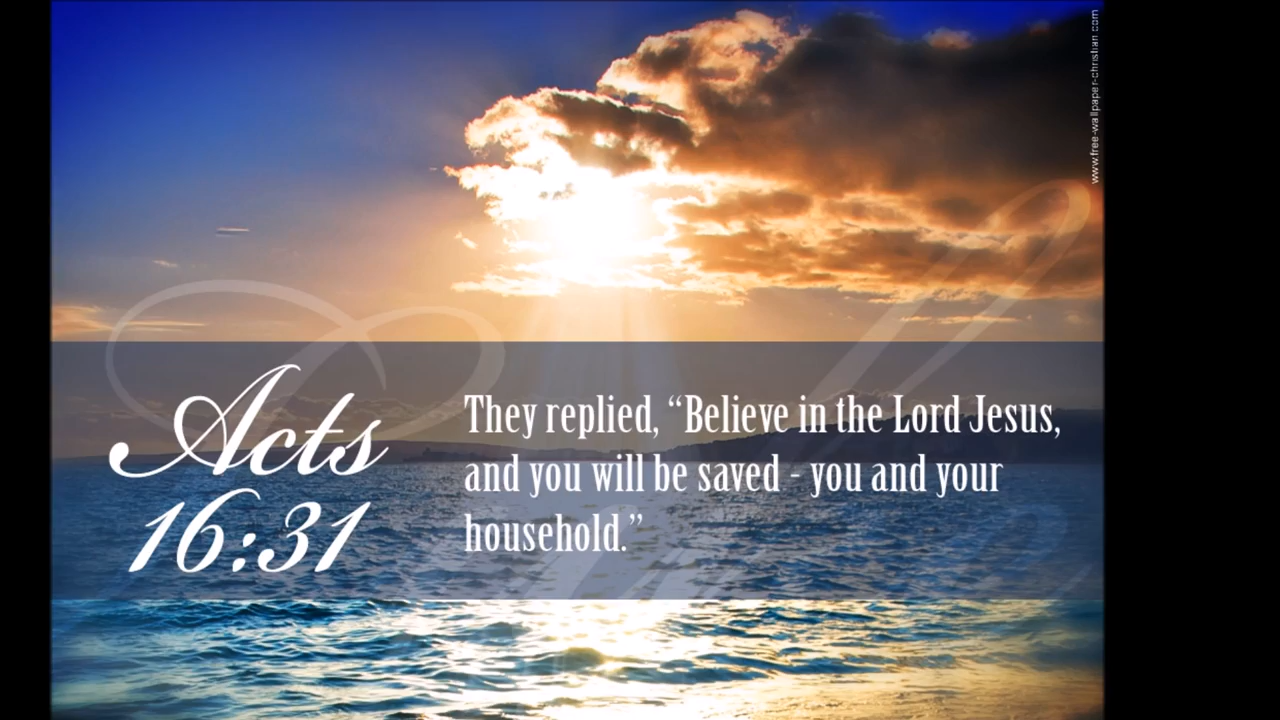 www.free-wallpaper-christian.com
Acts
16:31
They replied, “Believe in the Lord Jesus,
and you will be saved - you and your
household.”